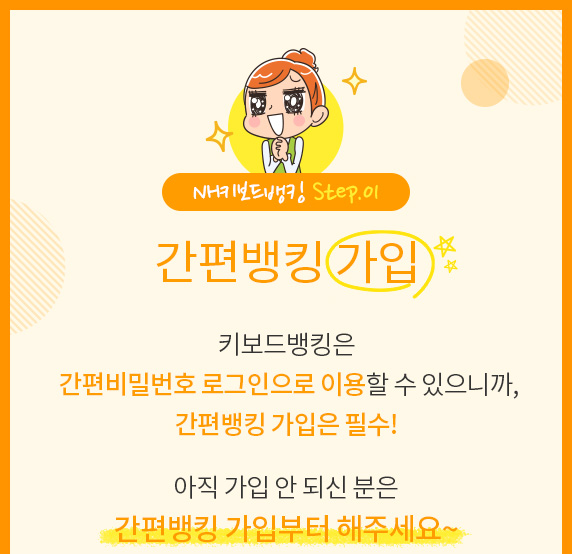 NH키보드뱅킹 Step.01
간편뱅킹 가입
키보드뱅킹은
간편비밀번호 로그인으로 이용할 수 있으니까,
간편뱅킹 가입은 필수!
아직 가입 안 되신 분은
간편뱅킹 가입부터 해주세요~